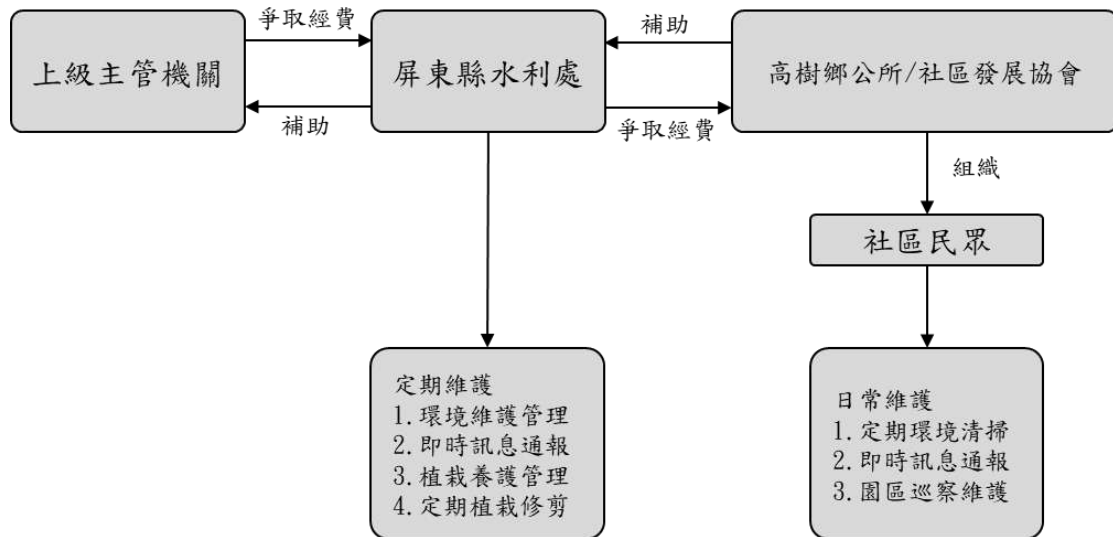 爭取經費
補助
上級主管機關
屏東縣水利處
高樹鄉公所/社區發展協會
補助
爭取經費
組織
社區民眾
定期維護
1.環境維護管理
2.即時訊息通報
3.植栽養護管理
4.定期植栽修剪
日常維護
1.定期環境清掃
2.即時訊息通報
3.園區巡察維護